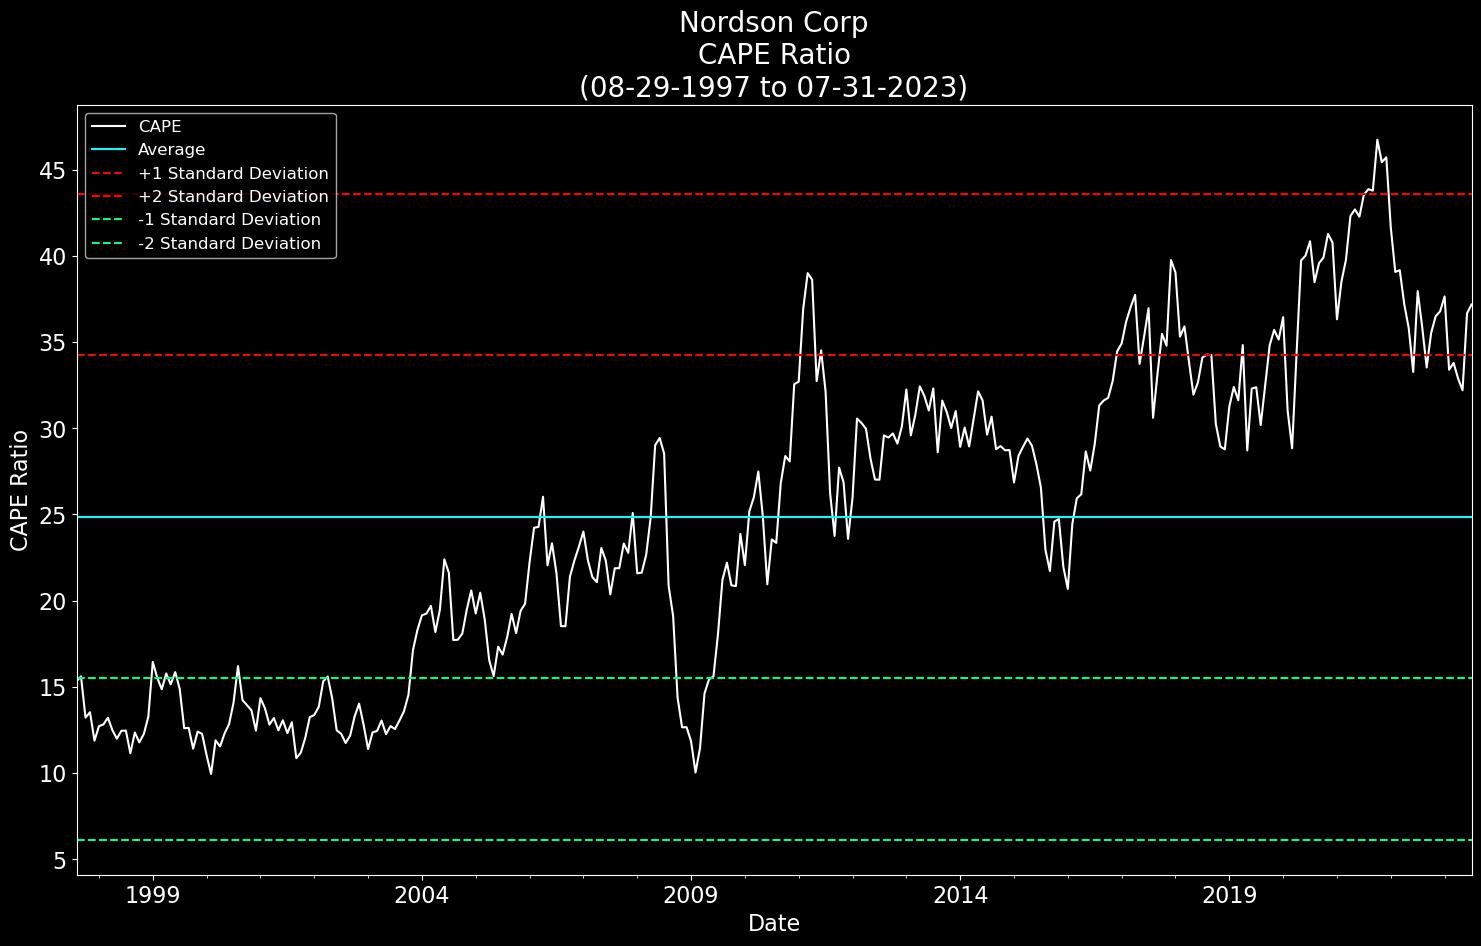 Nordson Corp
CAPE Ratio
(08-29-1997 to 07-31-2023)
CAPE
Average
+1 Standard Deviation
+2 Standard Deviation
-1 Standard Deviation
-2 Standard Deviation
CAPE Ratio
45
40
35
30
25
20
15
10
5
1999
2004
2009
2014
2019
Date